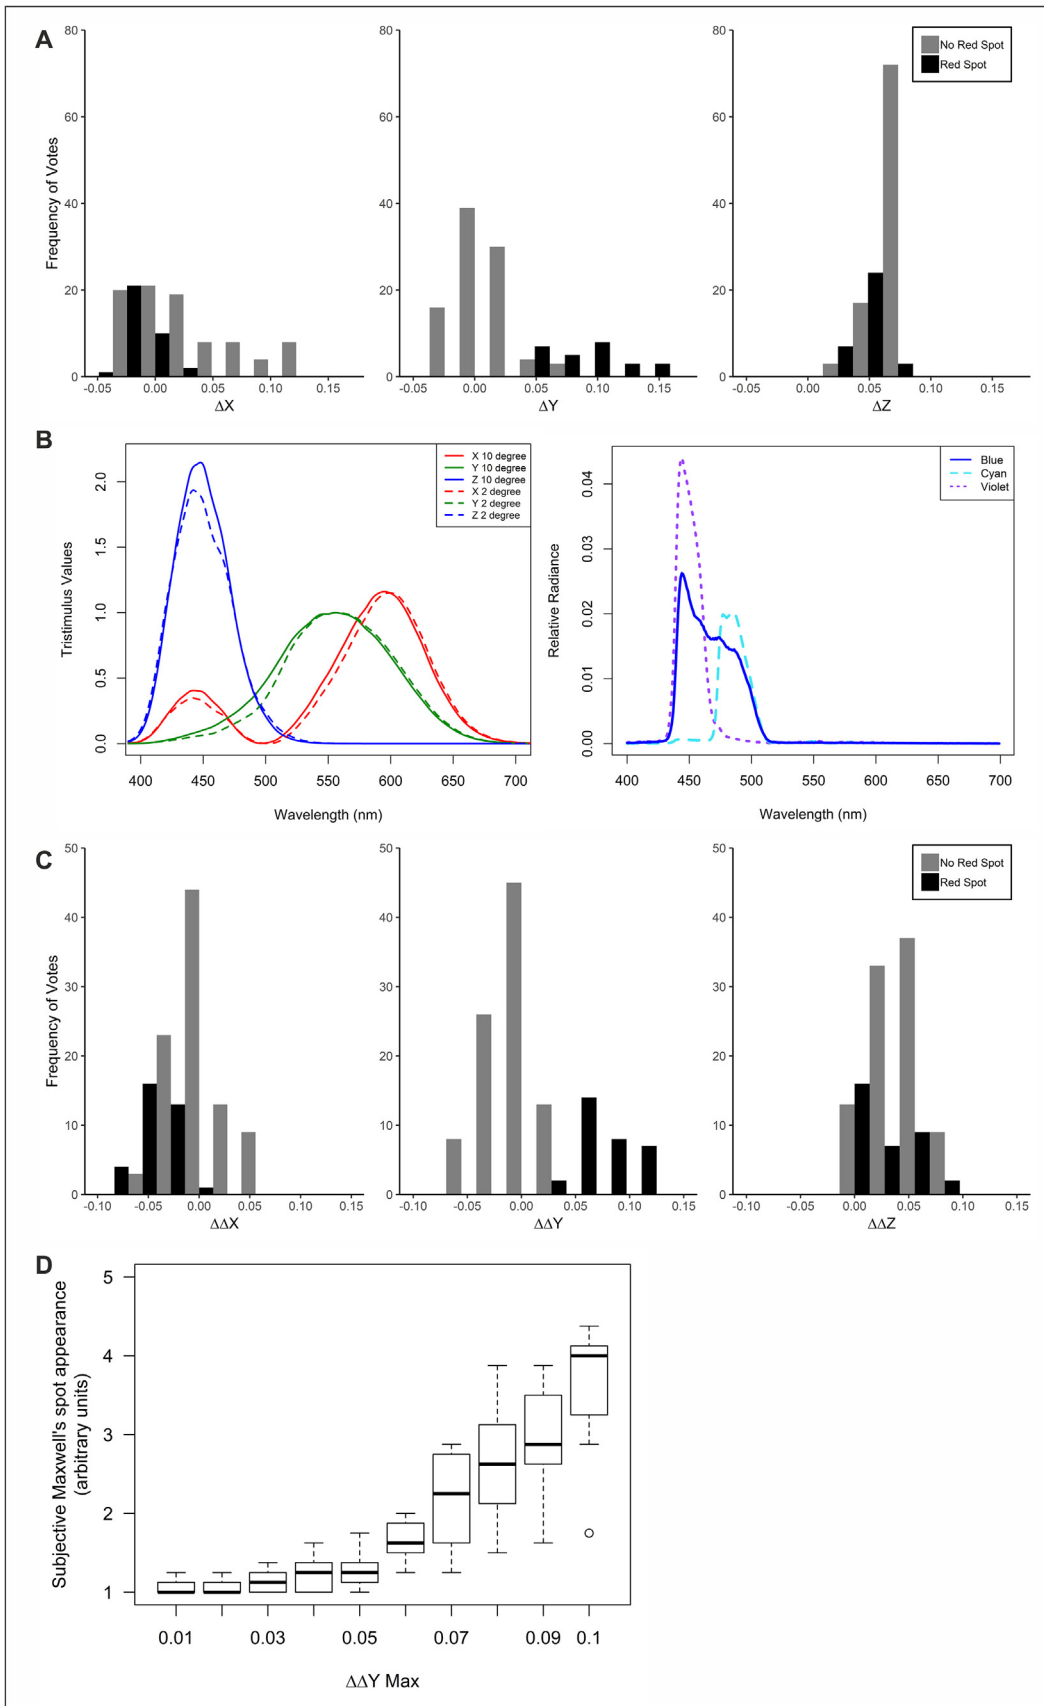 A
80
60
40
20
0
Frequency of Votes
-0.05 0.00 0.05 0.10 0.15
ΔX
80
60
40
20
0
-0.05 0.00 0.05 0.10 0.15
ΔY
80
60
40
20
0
-0.05 0.00 0.05 0.10 0.15
ΔZ
No Red Spot
Red Spot
B
Tristimulus Values
2.0
1.5
1.0
0.5
0.0
400 450 500 550 600 650 700
Wavelength (nm)
X 10 degree
Y 10 degree
Z 10 degree
X 2 degree
Y 2 degree
Z 2 degree
Relative Radiance
0.04
0.03
0.02
0.01
0.00
400 450 500 550 600 650 700
Wavelength (nm)
Blue
Cyan
Violet
C
50
40
30
20
10
0
Frequency of Votes
-0.10 -0.05 0.00 0.05 0.10 0.15
ΔΔX
50
40
30
20
10
0
-0.10 -0.05 0.00 0.05 0.10 0.15
ΔΔY
50
40
30
20
10
0
-0.10 -0.05 0.00 0.05 0.10 0.15
ΔΔZ
No Red Spot
Red Spot
D
Subjective Maxwell's spot appearance
(arbitrary units)
5
4
3
2
1
0.01 0.03 0.05 0.07 0.09 0.1
ΔΔY Max